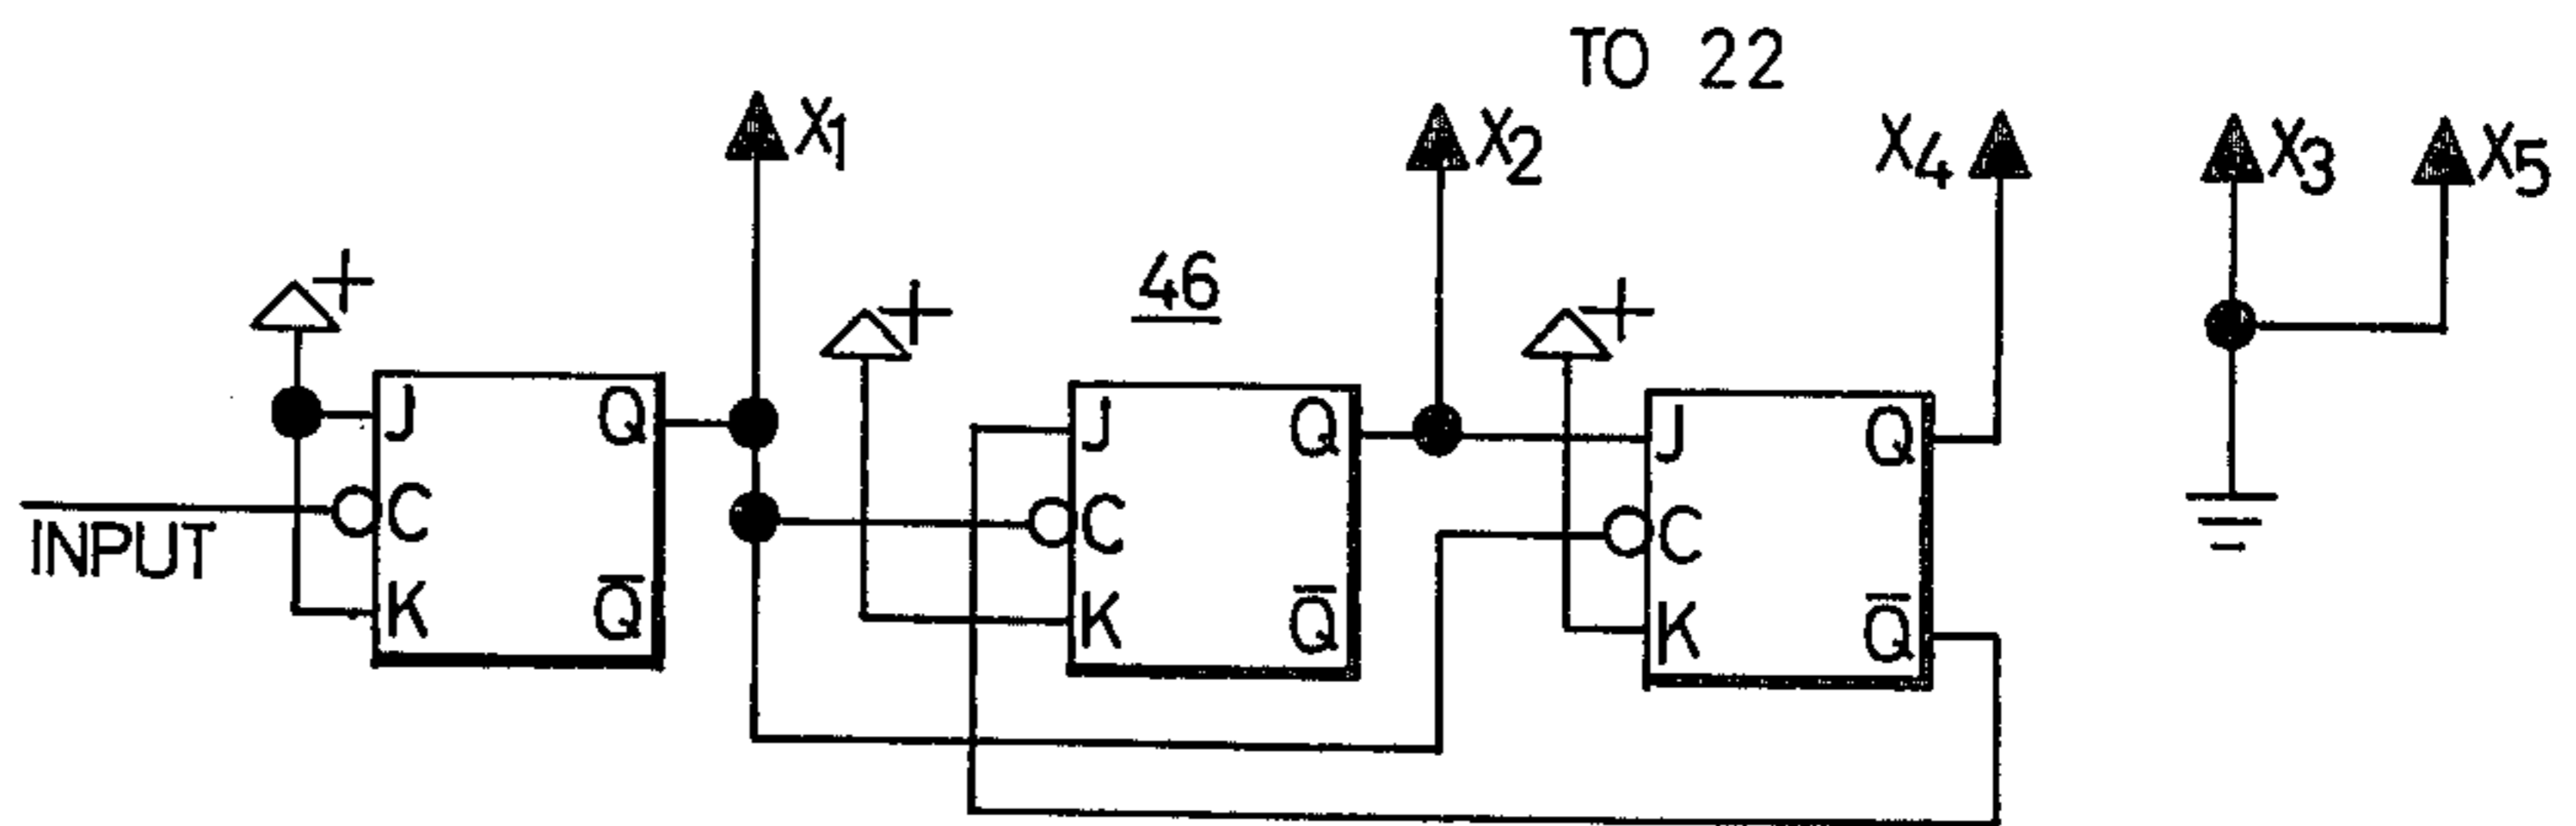 TO 22
X1
X2
X4
X3
X5
+
+
46
+
J
Q
C
K
Q̅
INPUT
J
Q
C
K
Q̅
J
Q
C
K
Q̅